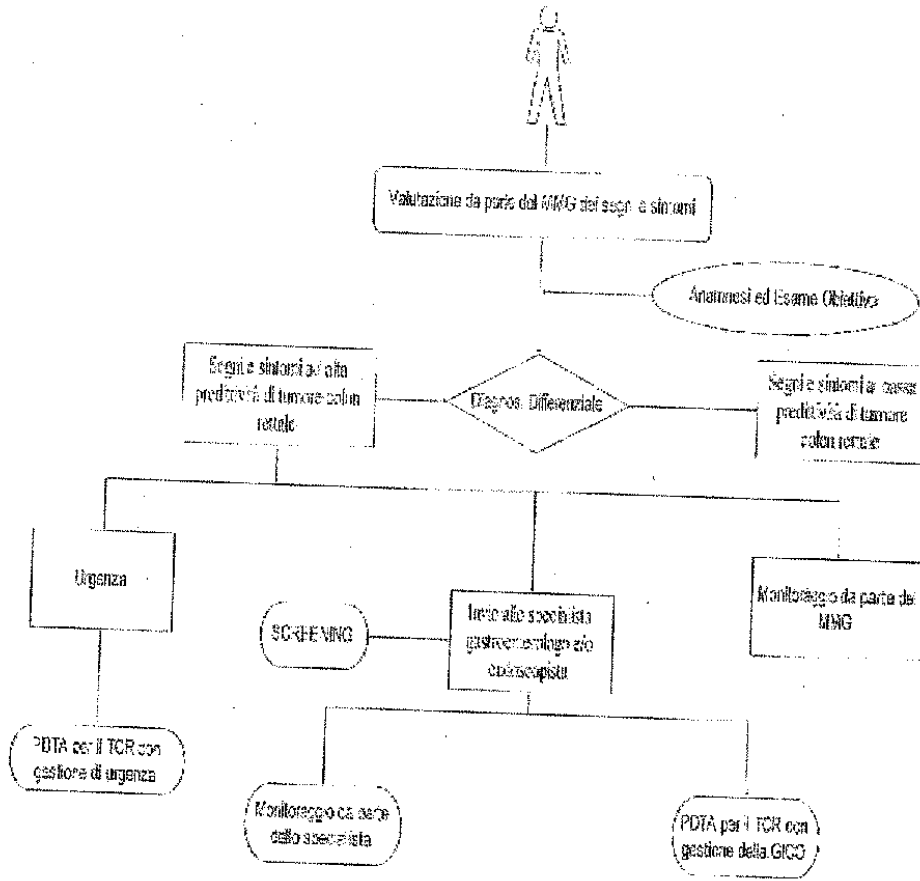 Valutazione da parte del MMG dei segni e sintomi
Anamnesi ed Esame Obiettivo
Segni e sintomi ad alta
predittività di tumore colon
rettale
Diagnosi Differenziale
Segni e sintomi a bassa
predittività di tumore
colon rettale
Urgenza
SCREENING
Invio allo specialista
gastroenterologo e/o
endoscopista
Monitoraggio da parte del
MMG
PDTA per il TCR con
gestione di urgenza
Monitoraggio da parte
dello specialista
PDTA per il TCR con
gestione della GICO